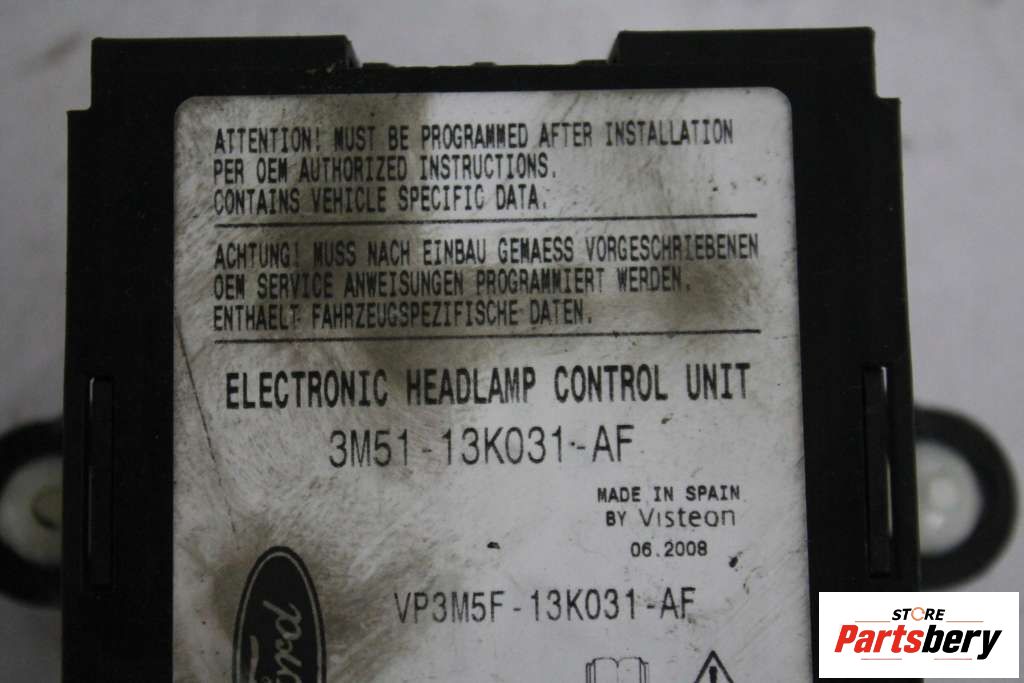 ATTENTION! MUST BE PROGRAMMED AFTER INSTALLATION
PER OEM AUTHORIZED INSTRUCTIONS.
CONTAINS VEHICLE SPECIFIC DATA.
ACHTUNG! MUSS NACH EINBAU GEMAESS VORGESCHRIEBENEN
OEM SERVICE ANWEISUNGEN PROGRAMMIERT WERDEN.
ENTHAELT FAHRZEUGSPEZIFISCHE DATEN.
ELECTRONIC HEADLAMP CONTROL UNIT
3M51-13K031-AF
MADE IN SPAIN
BY Visteon
06.2008
VP3M5F-13K031-AF
Ford
STORE
Partsbery